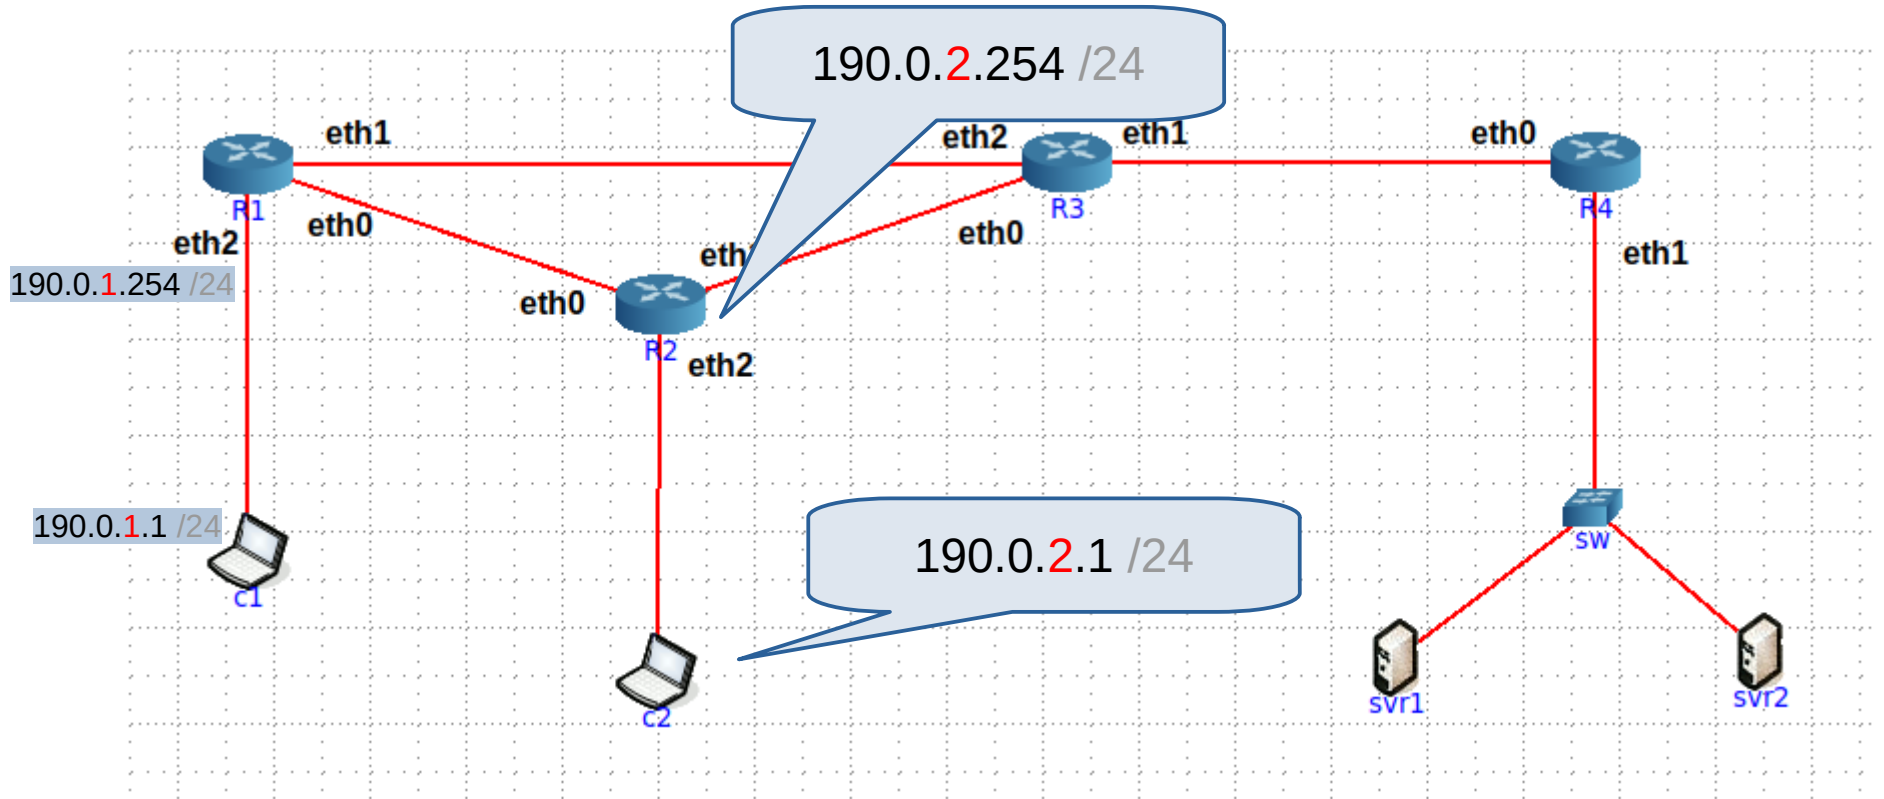 190.0.2.254 /24
eth1
eth2
eth1
eth0
R1
R3
R4
eth2
eth0
eth0
eth1
190.0.1.254 /24
eth0
R2
eth2
190.0.1.1 /24
190.0.2.1 /24
c1
sw
c2
svr1
svr2